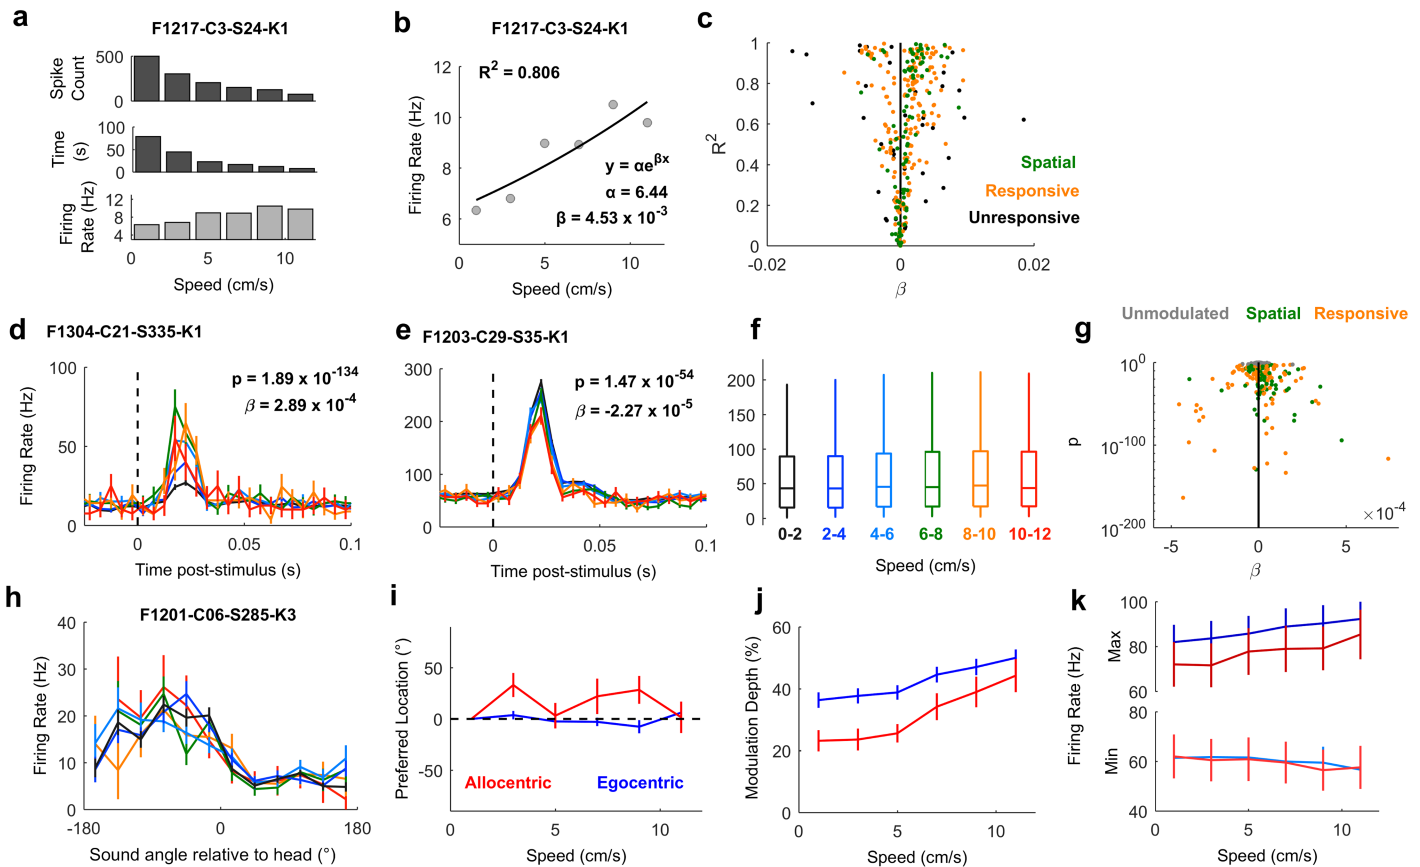 a
F1217-C3-S24-K1
Spike
Count
500
0
Time
(s)
100
50
0
Firing
Rate (Hz)
12
8
4
0
5
10
Speed (cm/s)
b
F1217-C3-S24-K1
R² = 0.806
Firing Rate (Hz)
12
10
8
6
y = αe^βx
α = 6.44
β = 4.53 x 10⁻³
0
5
10
Speed (cm/s)
c
R²
1
0.8
0.6
0.4
0.2
0
Spatial
Responsive
Unresponsive
-0.02
0
0.02
β
d
F1304-C21-S335-K1
p = 1.89 x 10⁻¹³⁴
β = 2.89 x 10⁻⁴
Firing Rate (Hz)
100
50
0
0
0.05
0.1
Time post-stimulus (s)
e
F1203-C29-S35-K1
p = 1.47 x 10⁻⁵⁴
β = -2.27 x 10⁻⁵
300
200
100
0
0
0.05
0.1
Time post-stimulus (s)
f
200
150
100
50
0
0-2
2-4
4-6
6-8
8-10
10-12
Speed (cm/s)
Unmodulated
Spatial
Responsive
g
p
10⁰
10⁻¹⁰⁰
10⁻²⁰⁰
×10⁻⁴
-5
0
5
β
h
F1201-C06-S285-K3
Firing Rate (Hz)
40
30
20
10
0
-180
0
180
Sound angle relative to head (°)
i
Preferred Location (°)
50
0
-50
Allocentric
Egocentric
0
5
10
Speed (cm/s)
j
Modulation Depth (%)
60
40
20
0
0
5
10
Speed (cm/s)
k
Firing Rate (Hz)
Max
100
80
60
Min
80
60
40
0
5
10
Speed (cm/s)